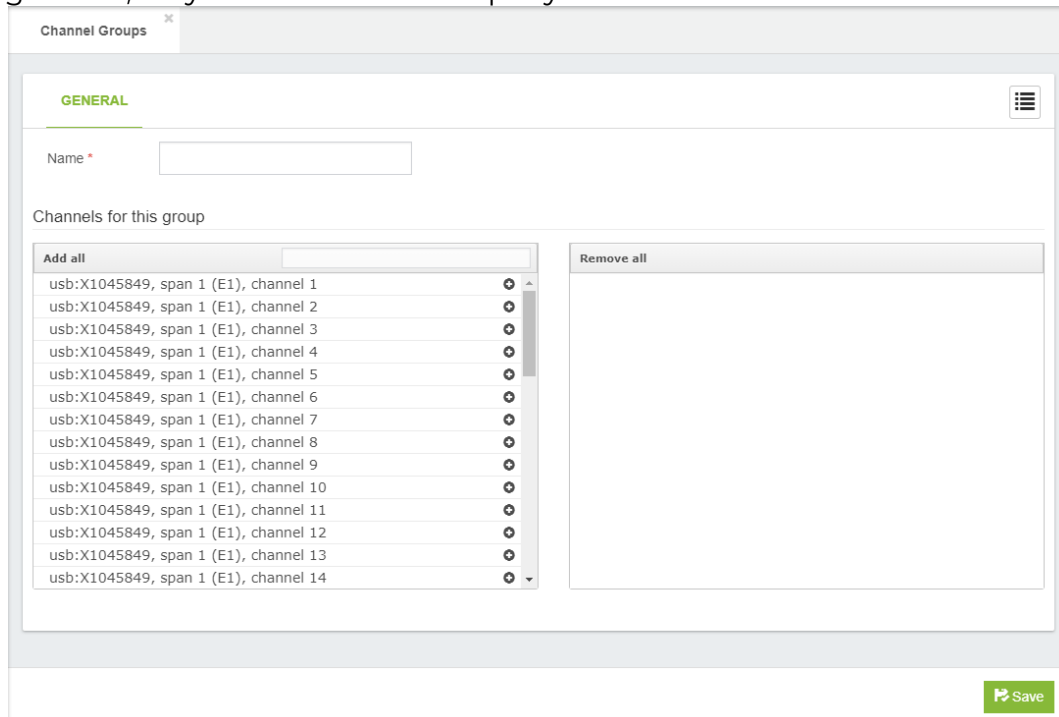 Channel Groups
GENERAL
Name *
Channels for this group
Add all
Remove all
usb:X1045849, span 1 (E1), channel 1
usb:X1045849, span 1 (E1), channel 2
usb:X1045849, span 1 (E1), channel 3
usb:X1045849, span 1 (E1), channel 4
usb:X1045849, span 1 (E1), channel 5
usb:X1045849, span 1 (E1), channel 6
usb:X1045849, span 1 (E1), channel 7
usb:X1045849, span 1 (E1), channel 8
usb:X1045849, span 1 (E1), channel 9
usb:X1045849, span 1 (E1), channel 10
usb:X1045849, span 1 (E1), channel 11
usb:X1045849, span 1 (E1), channel 12
usb:X1045849, span 1 (E1), channel 13
usb:X1045849, span 1 (E1), channel 14
Save